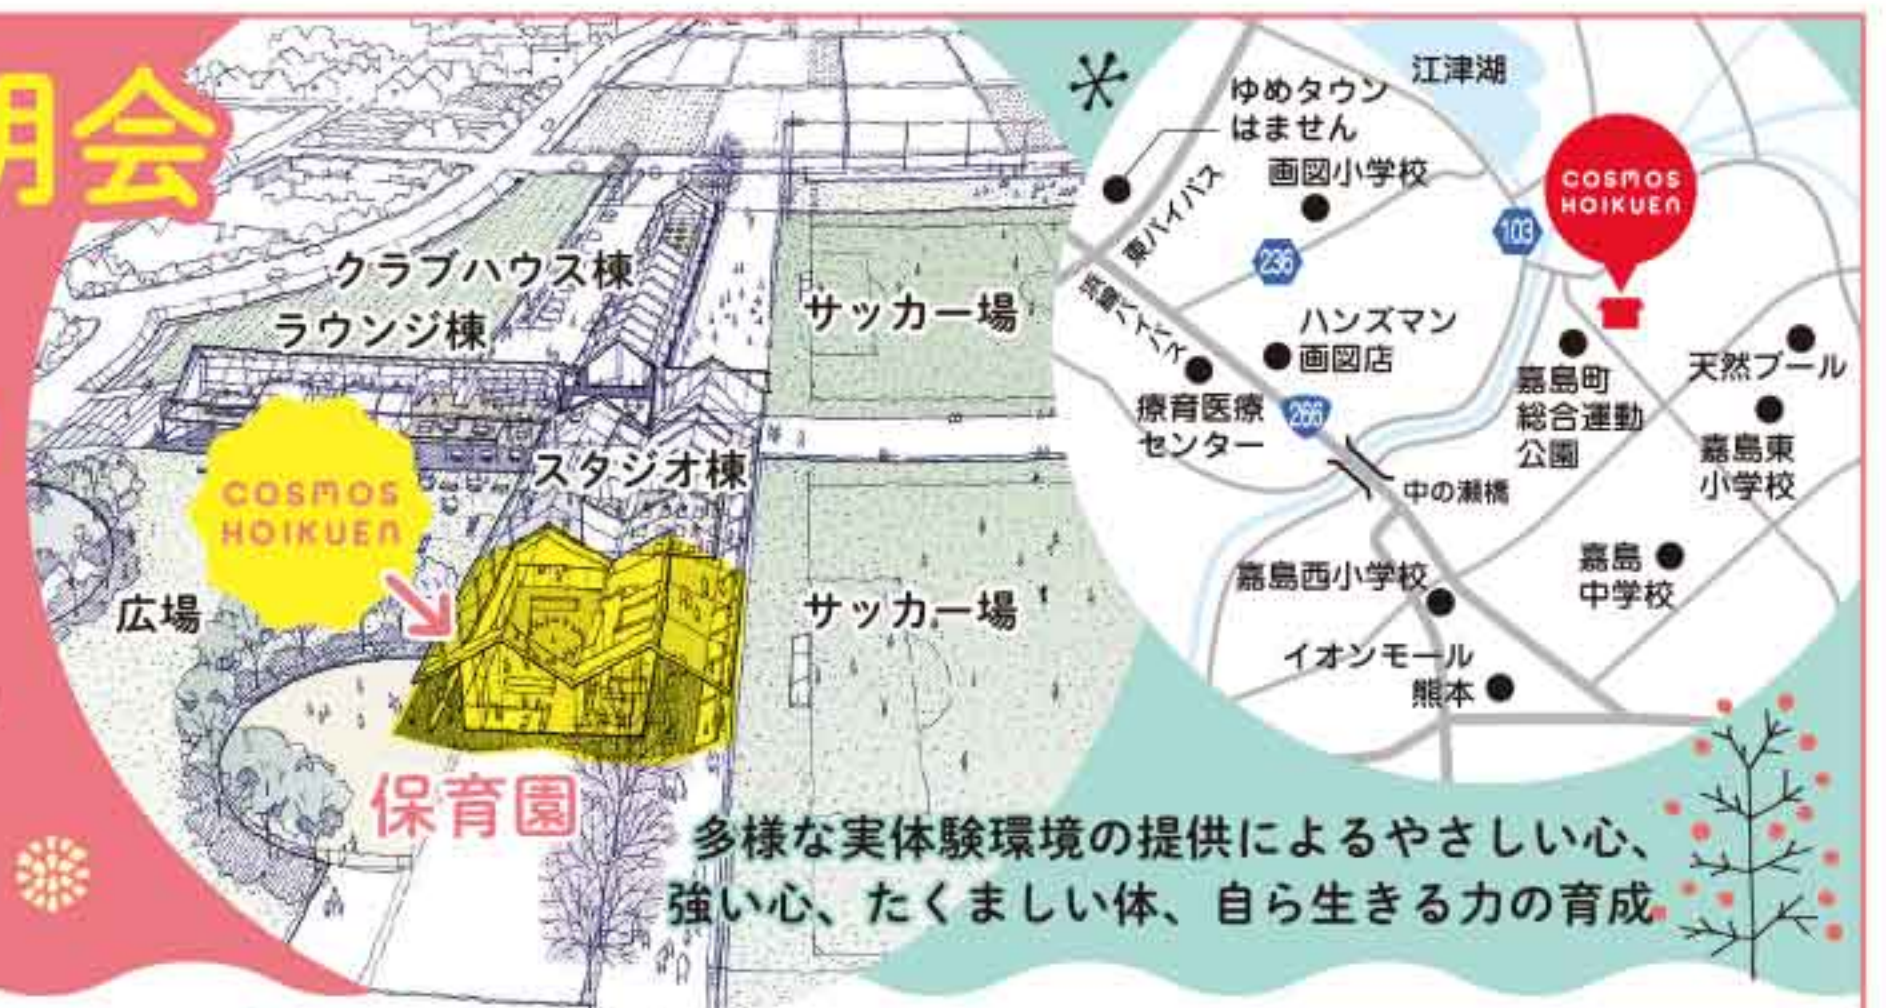 明会
クラブハウス棟
ラウンジ棟
サッカー場
スタジオ棟
COSMOS
HOIKUEN
広場
サッカー場
保育園
江津湖
ゆめタウン
はません
画図小学校
COSMOS
HOIKUEN
103
東バイパス
236
浜線バイパス
ハンズマン
画図店
療育医療
センター
266
嘉島町
総合運動
公園
天然プール
嘉島東
小学校
中の瀬橋
嘉島西小学校
嘉島
中学校
イオンモール
熊本
多様な実体験環境の提供によるやさしい心、
強い心、たくましい体、自ら生きる力の育成